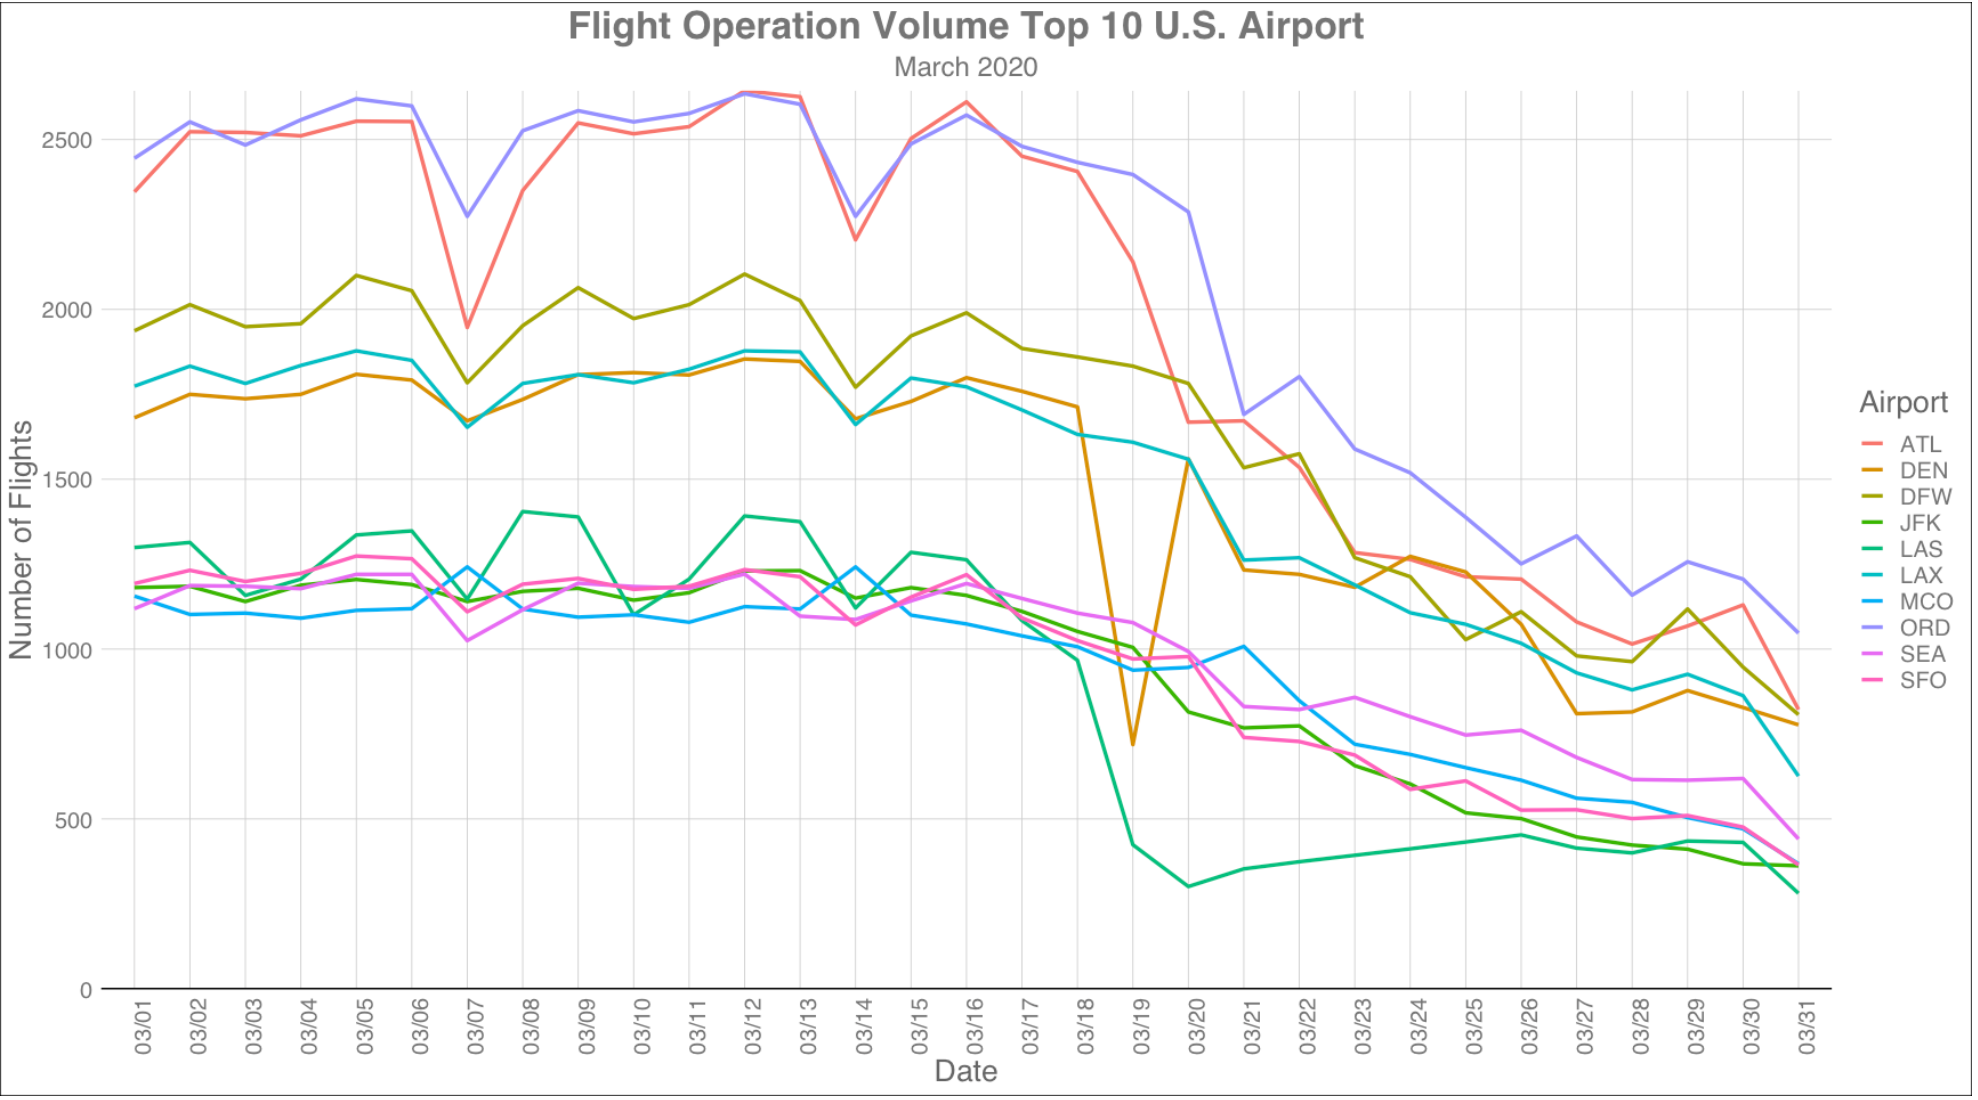 Flight Operation Volume Top 10 U.S. Airport
March 2020
Number of Flights
2500
2000
1500
1000
500
0
03/01
03/02
03/03
03/04
03/05
03/06
03/07
03/08
03/09
03/10
03/11
03/12
03/13
03/14
03/15
03/16
03/17
03/18
03/19
03/20
03/21
03/22
03/23
03/24
03/25
03/26
03/27
03/28
03/29
03/30
03/31
Date
Airport
ATL
DEN
DFW
JFK
LAS
LAX
MCO
ORD
SEA
SFO